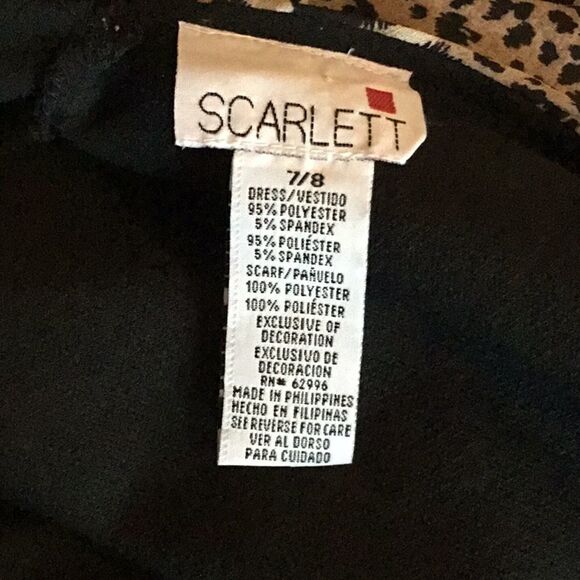 SCARLETT
7/8
DRESS/VESTIDO
95% POLYESTER
5% SPANDEX
95% POLIÉSTER
5% SPANDEX
SCARF/PAÑUELO
100% POLYESTER
100% POLIÉSTER
EXCLUSIVE OF
DECORATION
EXCLUSIVO DE
DECORACION
RN# 62996
MADE IN PHILIPPINES
HECHO EN FILIPINAS
SEE REVERSE FOR CARE
VER AL DORSO
PARA CUIDADO